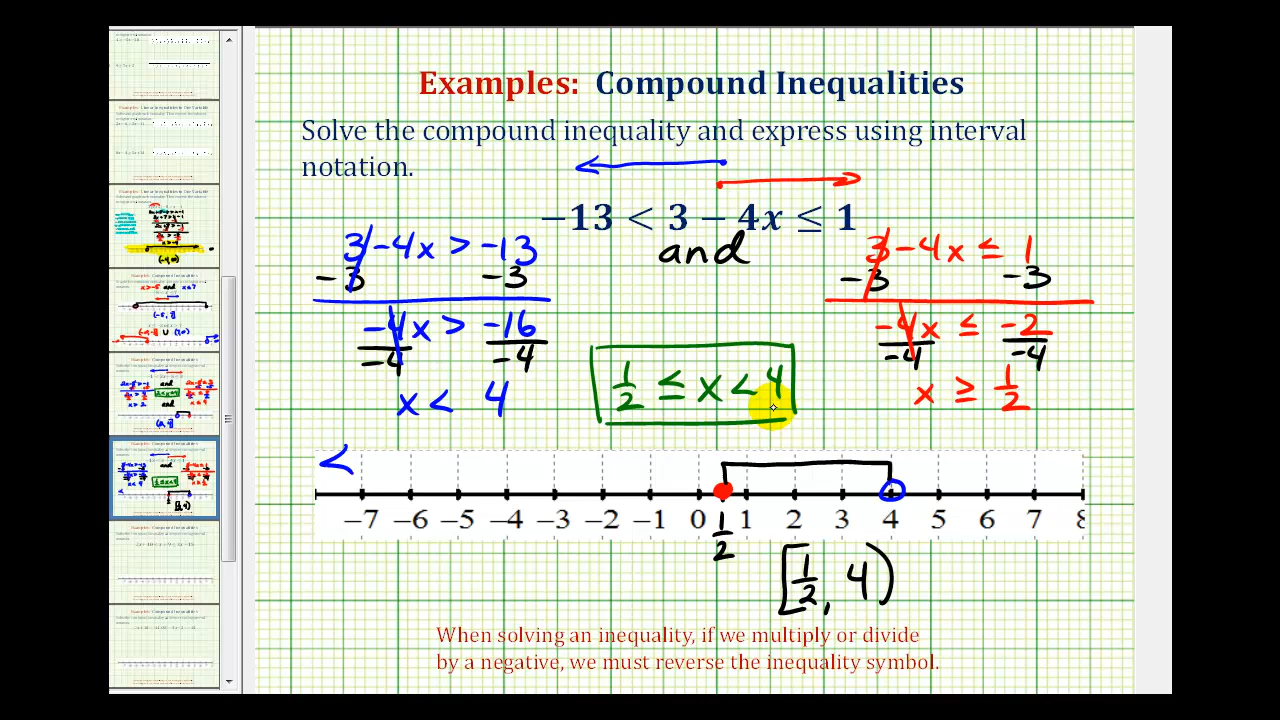 Examples: Compound Inequalities
Solve the compound inequality and express using interval
notation.
−13 < 3 − 4x ≤ 1
3 −4x > −13 and 3 −4x ≤ 1
−3 −3 −3 −3
−4x > −16 −4x ≤ −2
−4 −4 −4 −4
x < 4 1/2 ≤ x < 4 x ≥ 1/2
<
−7 −6 −5 −4 −3 −2 −1 0 1 2 3 4 5 6 7 8
1/2
[1/2, 4)
When solving an inequality, if we multiply or divide
by a negative, we must reverse the inequality symbol.